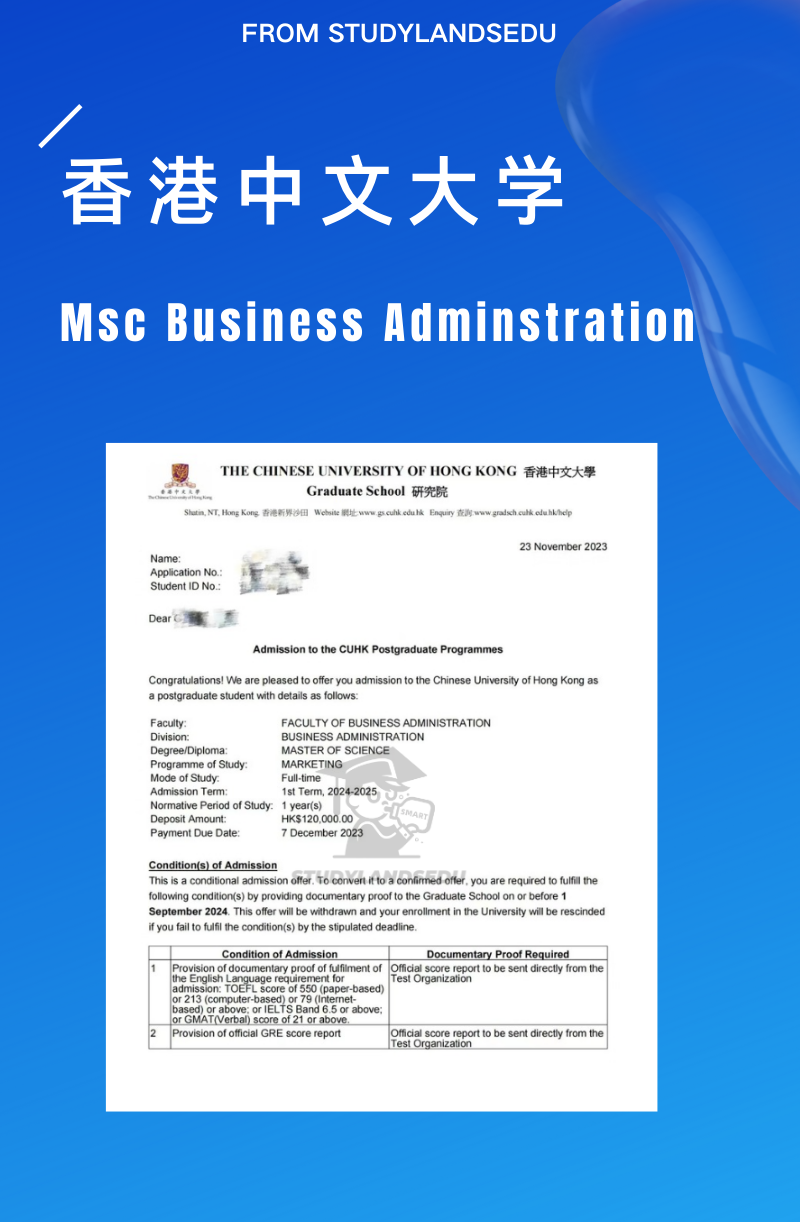 FROM STUDYLANDSEDU
香港中文大学
Msc Business Adminstration
THE CHINESE UNIVERSITY OF HONG KONG 香港中文大學
Graduate School 研究院
香港中文大學
The Chinese University of Hong Kong
Shatin, NT, Hong Kong. 香港新界沙田 Website 網址:www.gs.cuhk.edu.hk Enquiry 查詢:www.gradsch.cuhk.edu.hk/help
23 November 2023
Name:
Application No.:
Student ID No.:
Dear
Admission to the CUHK Postgraduate Programmes
Congratulations! We are pleased to offer you admission to the Chinese University of Hong Kong as
a postgraduate student with details as follows:
Faculty: FACULTY OF BUSINESS ADMINISTRATION
Division: BUSINESS ADMINISTRATION
Degree/Diploma: MASTER OF SCIENCE
Programme of Study: MARKETING
Mode of Study: Full-time
Admission Term: 1st Term, 2024-2025
Normative Period of Study: 1 year(s)
Deposit Amount: HK$120,000.00
Payment Due Date: 7 December 2023
SMART
STUDYLANDSEDU
Condition(s) of Admission
This is a conditional admission offer. To convert it to a confirmed offer, you are required to fulfill the
following condition(s) by providing documentary proof to the Graduate School on or before 1
September 2024. This offer will be withdrawn and your enrollment in the University will be rescinded
if you fail to fulfil the condition(s) by the stipulated deadline.
Condition of Admission Documentary Proof Required
1 Provision of documentary proof of fulfilment of
the English Language requirement for
admission: TOEFL score of 550 (paper-based)
or 213 (computer-based) or 79 (Internet-
based) or above; or IELTS Band 6.5 or above;
or GMAT(Verbal) score of 21 or above.
Official score report to be sent directly from the
Test Organization
2 Provision of official GRE score report
Official score report to be sent directly from the
Test Organization